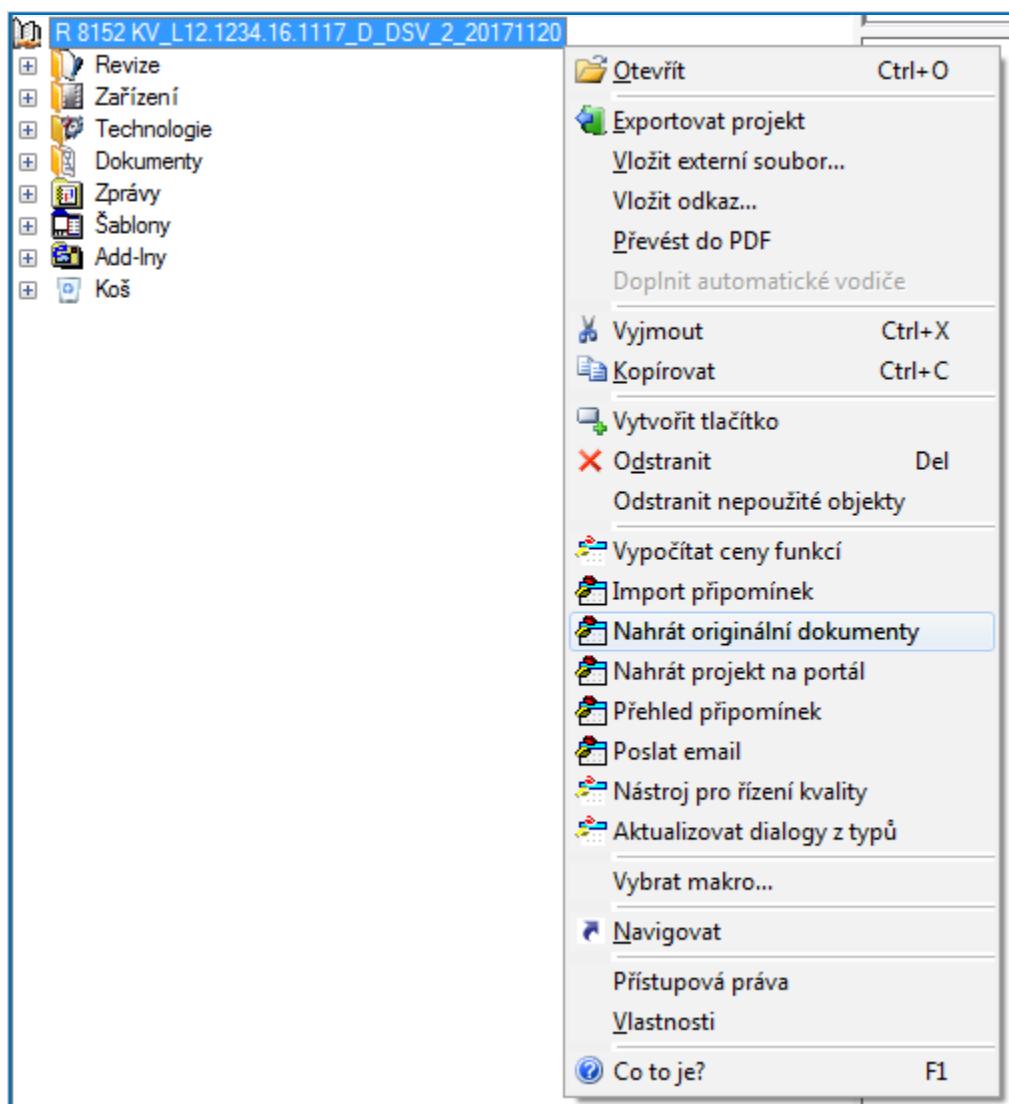 R 8152 KV_L12.1234.16.1117_D_DSV_2_20171120
Revize
Zařízení
Technologie
Dokumenty
Zprávy
Šablony
Add-Iny
Koš
Otevřít Ctrl+O
Exportovat projekt
Vložit externí soubor...
Vložit odkaz...
Převést do PDF
Doplnit automatické vodiče
Vyjmout Ctrl+X
Kopírovat Ctrl+C
Vytvořit tlačítko
Odstranit Del
Odstranit nepoužité objekty
Vypočítat ceny funkcí
Import připomínek
Nahrát originální dokumenty
Nahrát projekt na portál
Přehled připomínek
Poslat email
Nástroj pro řízení kvality
Aktualizovat dialogy z typů
Vybrat makro...
Navigovat
Přístupová práva
Vlastnosti
Co to je? F1